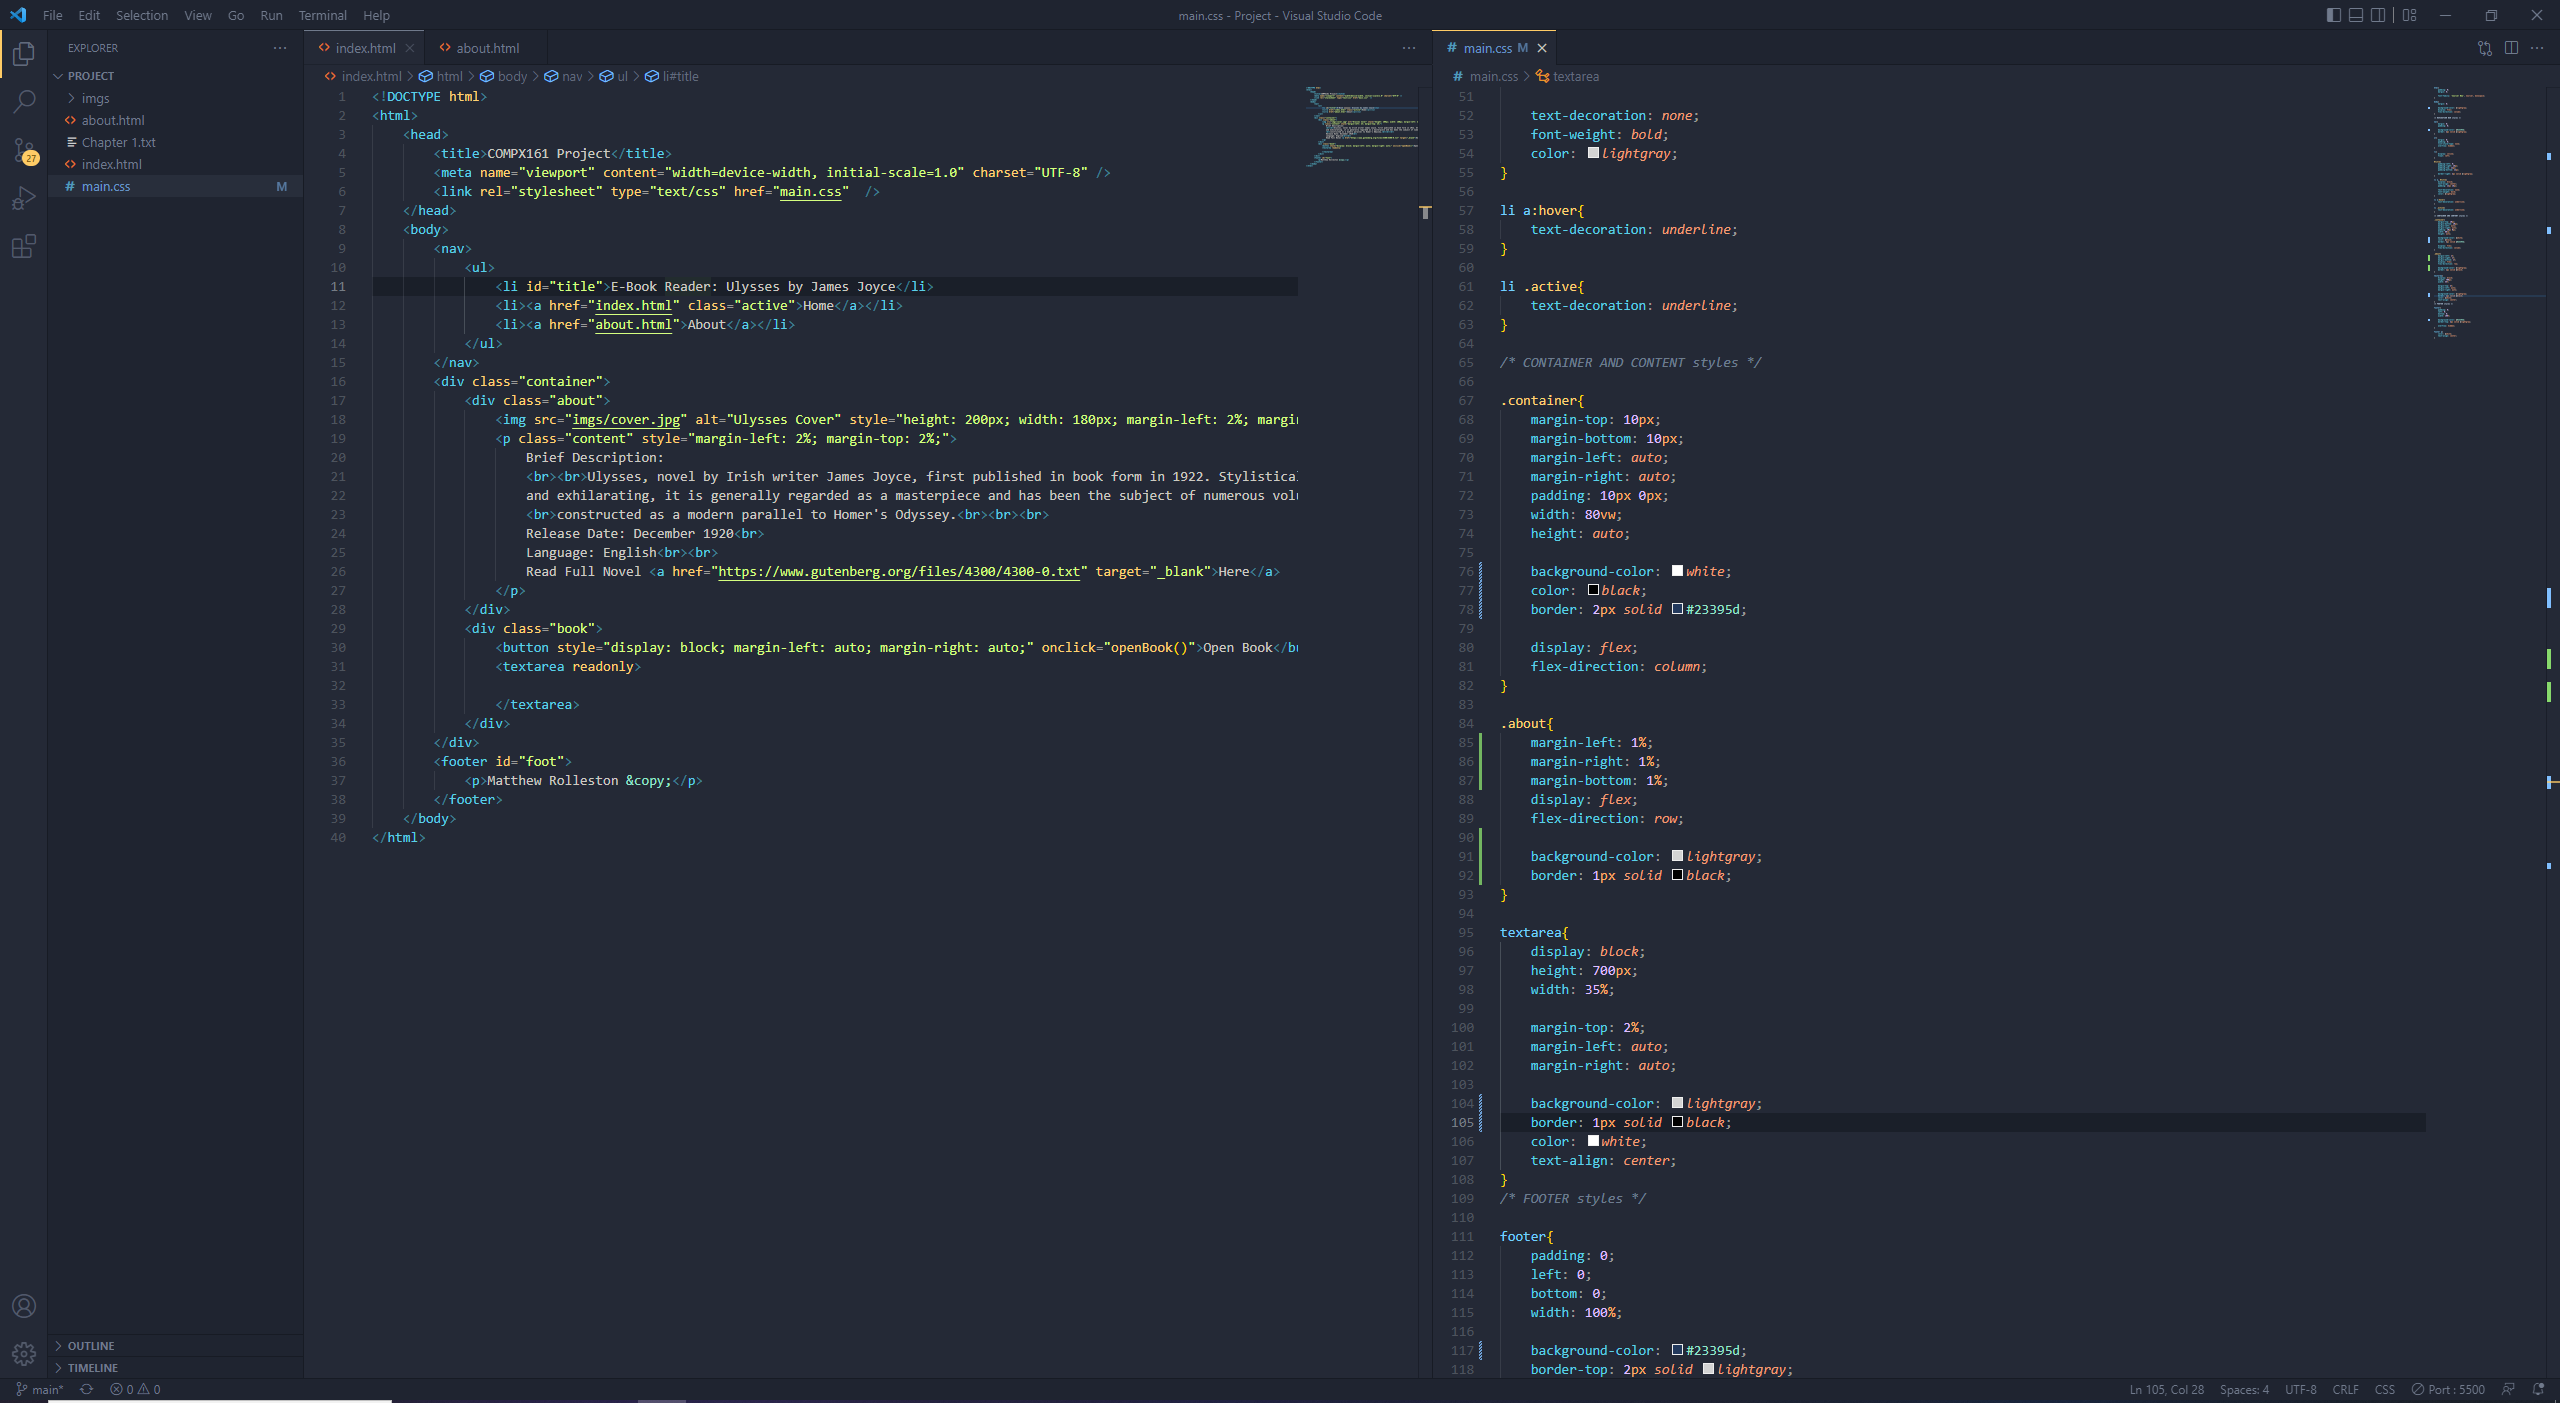 File Edit Selection View Go Run Terminal Help
main.css - Project - Visual Studio Code
EXPLORER
PROJECT
imgs
about.html
Chapter 1.txt
index.html
main.css M
27
OUTLINE
TIMELINE
index.html
about.html
index.html > html > body > nav > ul > li#title
1 <!DOCTYPE html>
2 <html>
3 <head>
4 <title>COMPX161 Project</title>
5 <meta name="viewport" content="width=device-width, initial-scale=1.0" charset="UTF-8" />
6 <link rel="stylesheet" type="text/css" href="main.css"  />
7 </head>
8 <body>
9 <nav>
10 <ul>
11 <li id="title">E-Book Reader: Ulysses by James Joyce</li>
12 <li><a href="index.html" class="active">Home</a></li>
13 <li><a href="about.html">About</a></li>
14 </ul>
15 </nav>
16 <div class="container">
17 <div class="about">
18 <img src="imgs/cover.jpg" alt="Ulysses Cover" style="height: 200px; width: 180px; margin-left: 2%; margi
19 <p class="content" style="margin-left: 2%; margin-top: 2%;">
20 Brief Description:
21 <br><br>Ulysses, novel by Irish writer James Joyce, first published in book form in 1922. Stylistical
22 and exhilarating, it is generally regarded as a masterpiece and has been the subject of numerous volu
23 <br>constructed as a modern parallel to Homer's Odyssey.<br><br><br>
24 Release Date: December 1920<br>
25 Language: English<br><br>
26 Read Full Novel <a href="https://www.gutenberg.org/files/4300/4300-0.txt" target="_blank">Here</a>
27 </p>
28 </div>
29 <div class="book">
30 <button style="display: block; margin-left: auto; margin-right: auto;" onclick="openBook()">Open Book</bu
31 <textarea readonly>
32
33 </textarea>
34 </div>
35 </div>
36 <footer id="foot">
37 <p>Matthew Rolleston &copy;</p>
38 </footer>
39 </body>
40 </html>
main.css M
main.css > textarea
51
52 text-decoration: none;
53 font-weight: bold;
54 color: lightgray;
55 }
56
57 li a:hover{
58 text-decoration: underline;
59 }
60
61 li .active{
62 text-decoration: underline;
63 }
64
65 /* CONTAINER AND CONTENT styles */
66
67 .container{
68 margin-top: 10px;
69 margin-bottom: 10px;
70 margin-left: auto;
71 margin-right: auto;
72 padding: 10px 0px;
73 width: 80vw;
74 height: auto;
75
76 background-color: white;
77 color: black;
78 border: 2px solid #23395d;
79
80 display: flex;
81 flex-direction: column;
82 }
83
84 .about{
85 margin-left: 1%;
86 margin-right: 1%;
87 margin-bottom: 1%;
88 display: flex;
89 flex-direction: row;
90
91 background-color: lightgray;
92 border: 1px solid black;
93 }
94
95 textarea{
96 display: block;
97 height: 700px;
98 width: 35%;
99
100 margin-top: 2%;
101 margin-left: auto;
102 margin-right: auto;
103
104 background-color: lightgray;
105 border: 1px solid black;
106 color: white;
107 text-align: center;
108 }
109 /* FOOTER styles */
110
111 footer{
112 padding: 0;
113 left: 0;
114 bottom: 0;
115 width: 100%;
116
117 background-color: #23395d;
118 border-top: 2px solid lightgray;
main* 0 0
Ln 105, Col 28 Spaces: 4 UTF-8 CRLF CSS Port : 5500